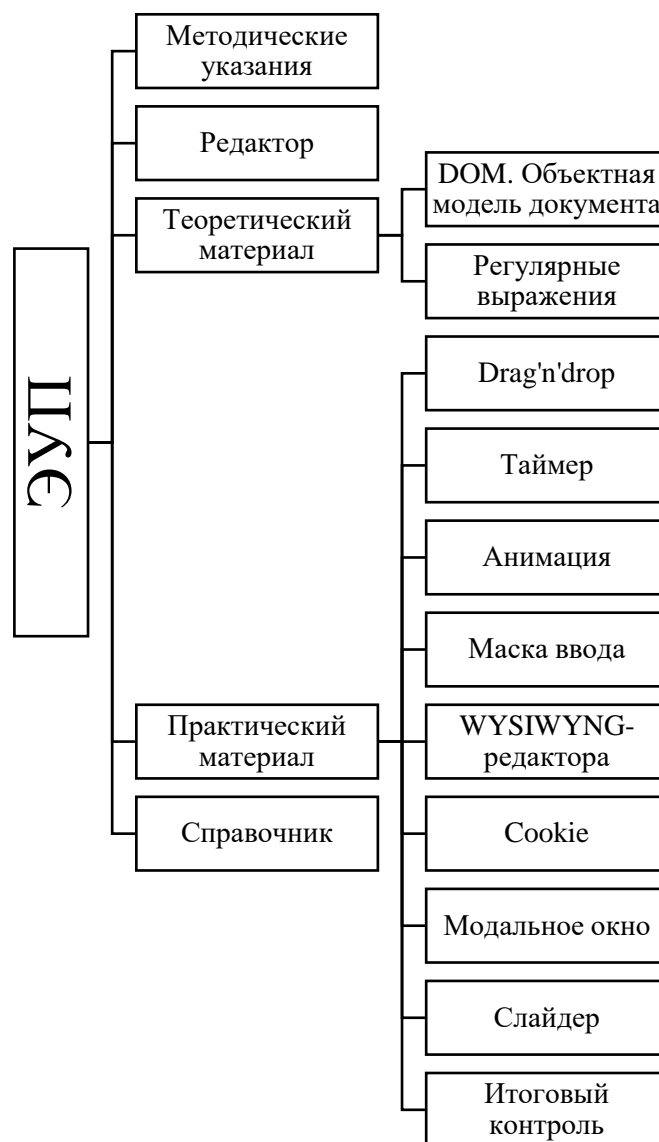 ЭУП
Методические
указания
Редактор
Теоретический
материал
DOM. Объектная
модель документа
Регулярные
выражения
Практический
материал
Drag'n'drop
Таймер
Анимация
Маска ввода
WYSIWYNG-
редактора
Cookie
Модальное окно
Слайдер
Итоговый
контроль
Справочник